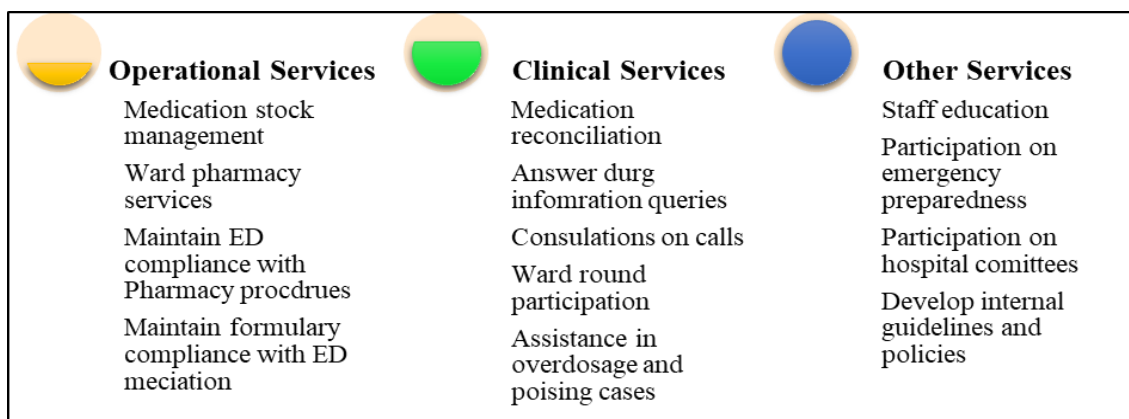 Operational Services
Medication stock
management
Ward pharmacy
services
Maintain ED
compliance with
Pharmacy procdrues
Maintain formulary
compliance with ED
meciation
Clinical Services
Medication
reconciliation
Answer durg
infomration queries
Consulations on calls
Ward round
participation
Assistance in
overdosage and
poising cases
Other Services
Staff education
Participation on
emergency
preparedness
Participation on
hospital comittees
Develop internal
guidelines and
policies